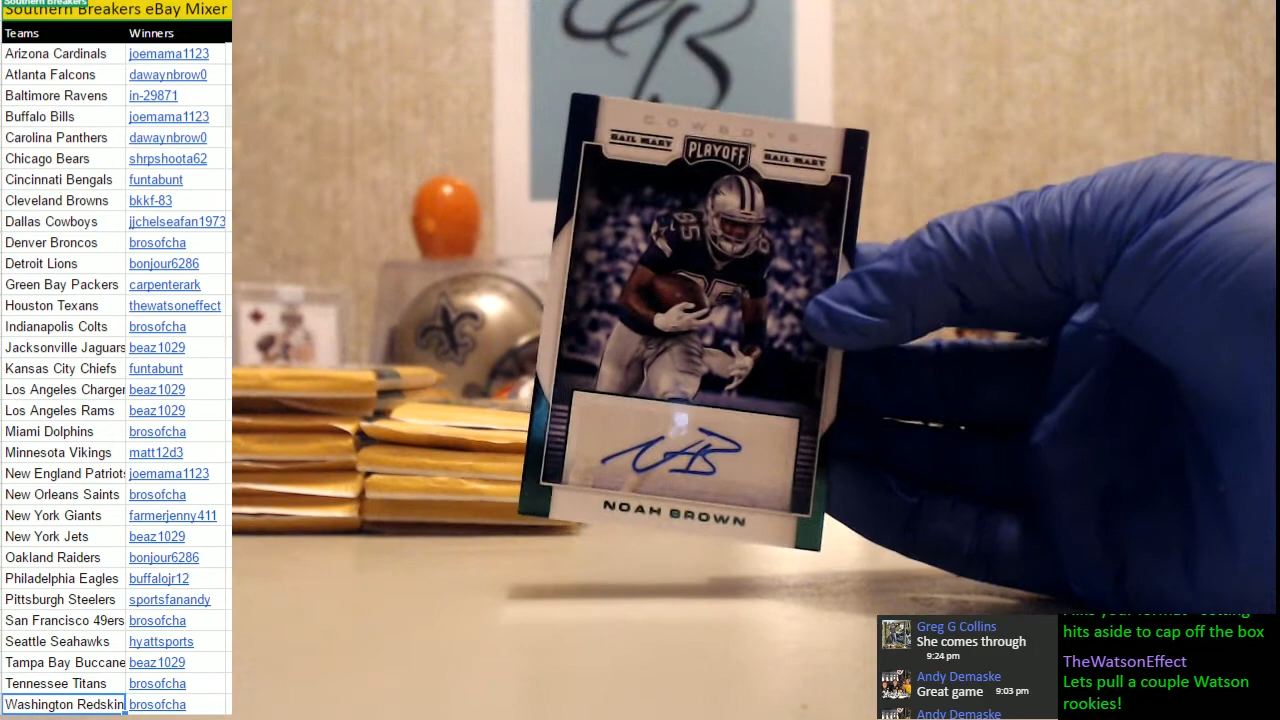 Southern Breakers
Southern Breakers eBay Mixer
Teams Winners
Arizona Cardinals joemama1123
Atlanta Falcons dawaynbrow0
Baltimore Ravens in-29871
Buffalo Bills joemama1123
Carolina Panthers dawaynbrow0
Chicago Bears shrpshoota62
Cincinnati Bengals funtabunt
Cleveland Browns bkkf-83
Dallas Cowboys jjchelseafan1973
Denver Broncos brosofcha
Detroit Lions bonjour6286
Green Bay Packers carpenterark
Houston Texans thewatsoneffect
Indianapolis Colts brosofcha
Jacksonville Jaguars beaz1029
Kansas City Chiefs funtabunt
Los Angeles Charger beaz1029
Los Angeles Rams beaz1029
Miami Dolphins brosofcha
Minnesota Vikings matt12d3
New England Patriots joemama1123
New Orleans Saints brosofcha
New York Giants farmerjenny411
New York Jets beaz1029
Oakland Raiders bonjour6286
Philadelphia Eagles buffalojr12
Pittsburgh Steelers sportsfanandy
San Francisco 49ers brosofcha
Seattle Seahawks hyattsports
Tampa Bay Buccane beaz1029
Tennessee Titans brosofcha
Washington Redskin brosofcha
COWBOYS
HAIL MARY PLAYOFF HAIL MARY
85
NOAH BROWN
Greg G Collins
She comes through
9:24 pm
Andy Demaske
Great game 9:03 pm
Andy Demaske
hits aside to cap off the box
TheWatsonEffect
Lets pull a couple Watson
rookies!